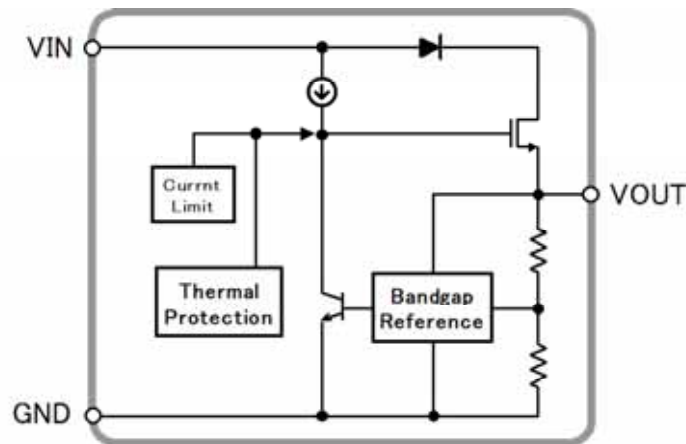 VIN
Currnt
Limit
VOUT
Thermal
Protection
Bandgap
Reference
GND